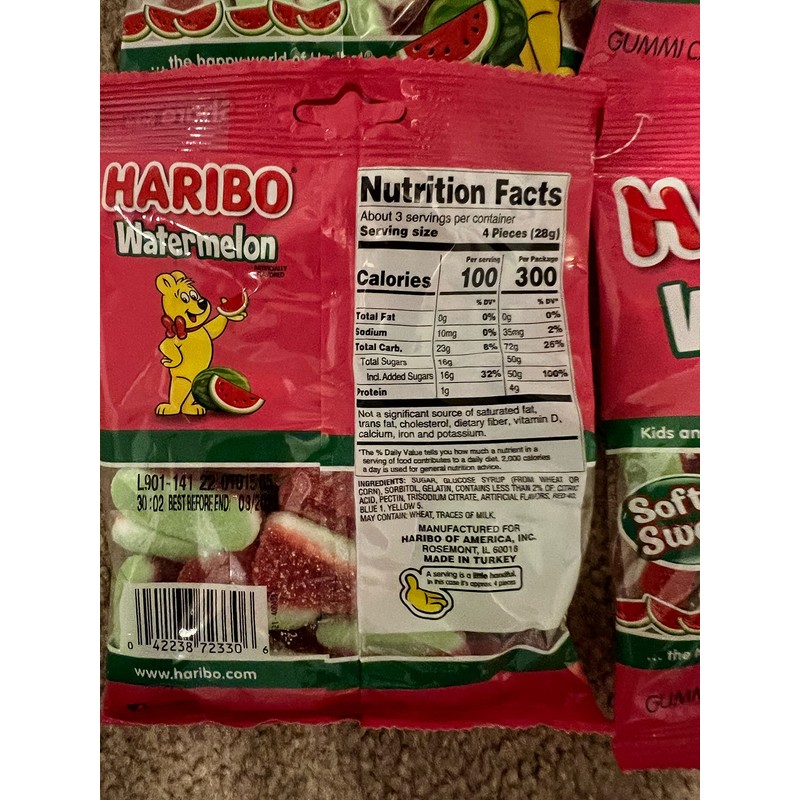 ... the happy world of Haribo
GUMMI
HARIBO
Watermelon
ARTIFICIALLY
FLAVORED
Nutrition Facts
About 3 servings per container
Serving size 4 Pieces (28g)
Per serving Per Package
Calories 100 300
% DV* % DV*
Total Fat 0g 0% 0g 0%
Sodium 10mg 0% 35mg 2%
Total Carb. 23g 8% 72g 26%
Total Sugars 16g 50g
Incl. Added Sugars 16g 32% 50g 100%
Protein 1g 4g
Not a significant source of saturated fat,
trans fat, cholesterol, dietary fiber, vitamin D,
calcium, iron and potassium.
*The % Daily Value tells you how much a nutrient in a
serving of food contributes to a daily diet. 2,000 calories
a day is used for general nutrition advice.
INGREDIENTS: SUGAR, GLUCOSE SYRUP (FROM WHEAT OR
CORN), SORBITOL, GELATIN, CONTAINS LESS THAN 2% OF: CITRIC
ACID, PECTIN, TRISODIUM CITRATE, ARTIFICIAL FLAVORS, RED 40,
BLUE 1, YELLOW 5.
MAY CONTAIN: WHEAT, TRACES OF MILK.
MANUFACTURED FOR
HARIBO OF AMERICA, INC.
ROSEMONT, IL 60018
MADE IN TURKEY
A serving is a little handful.
In this case it's approx. 4 pieces
L901-141 22
30:02 BEST BEFORE END:
0 42238 72330 6
www.haribo.com
H
W
Kids an
Soft
Swe
... the h
GUMM